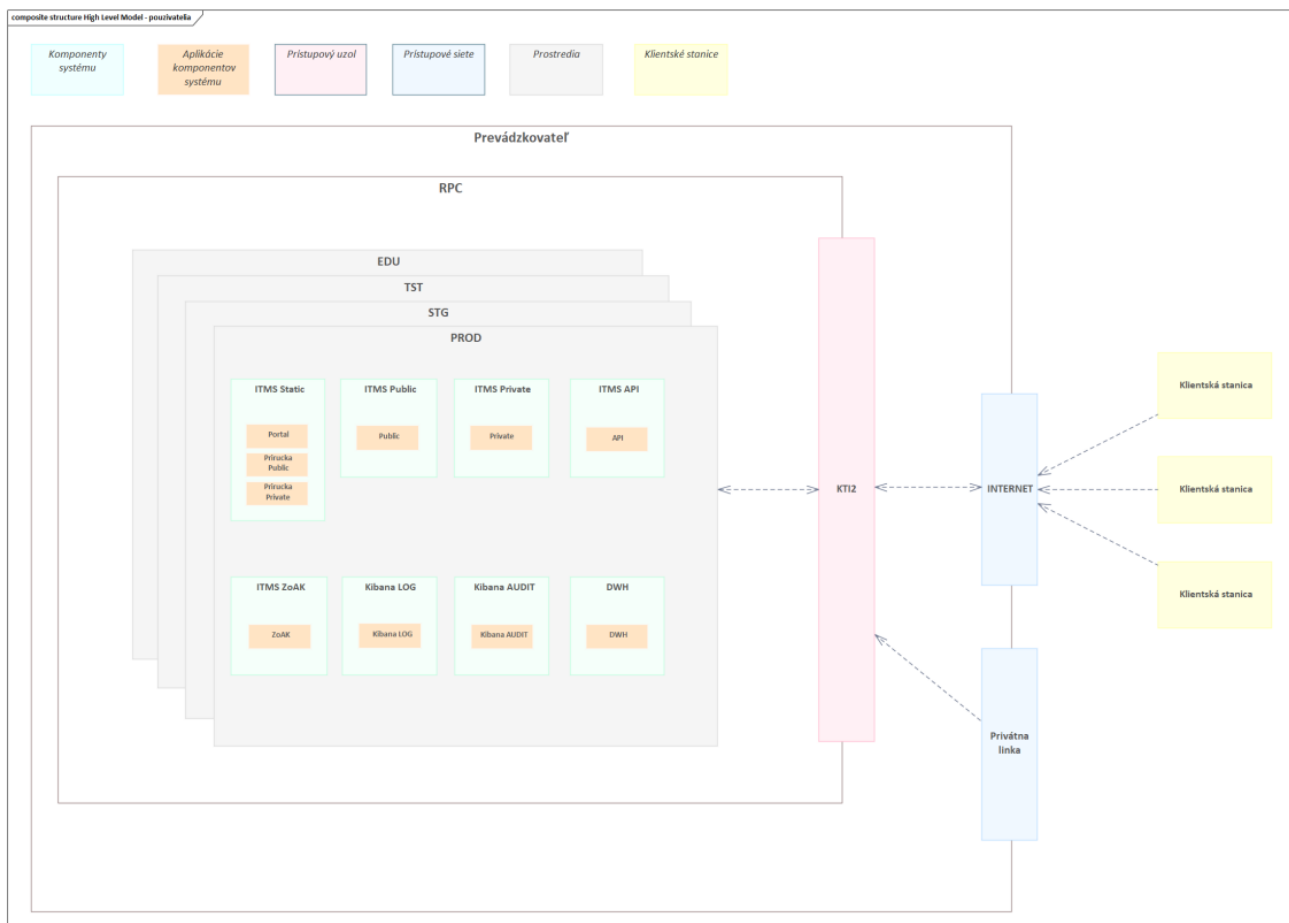 composite structure High Level Model - pouzivatelia
Komponenty
systému
Aplikácie
komponentov
systému
Prístupový uzol
Prístupové siete
Prostredia
Klientské stanice
Prevádzkovateľ
RPC
EDU
TST
STG
PROD
ITMS Static
Portal
Prirucka
Public
Prirucka
Private
ITMS Public
Public
ITMS Private
Private
ITMS API
API
ITMS ZoAK
ZoAK
Kibana LOG
Kibana LOG
Kibana AUDIT
Kibana AUDIT
DWH
DWH
KTI2
INTERNET
Privátna
linka
Klientská stanica
Klientská stanica
Klientská stanica